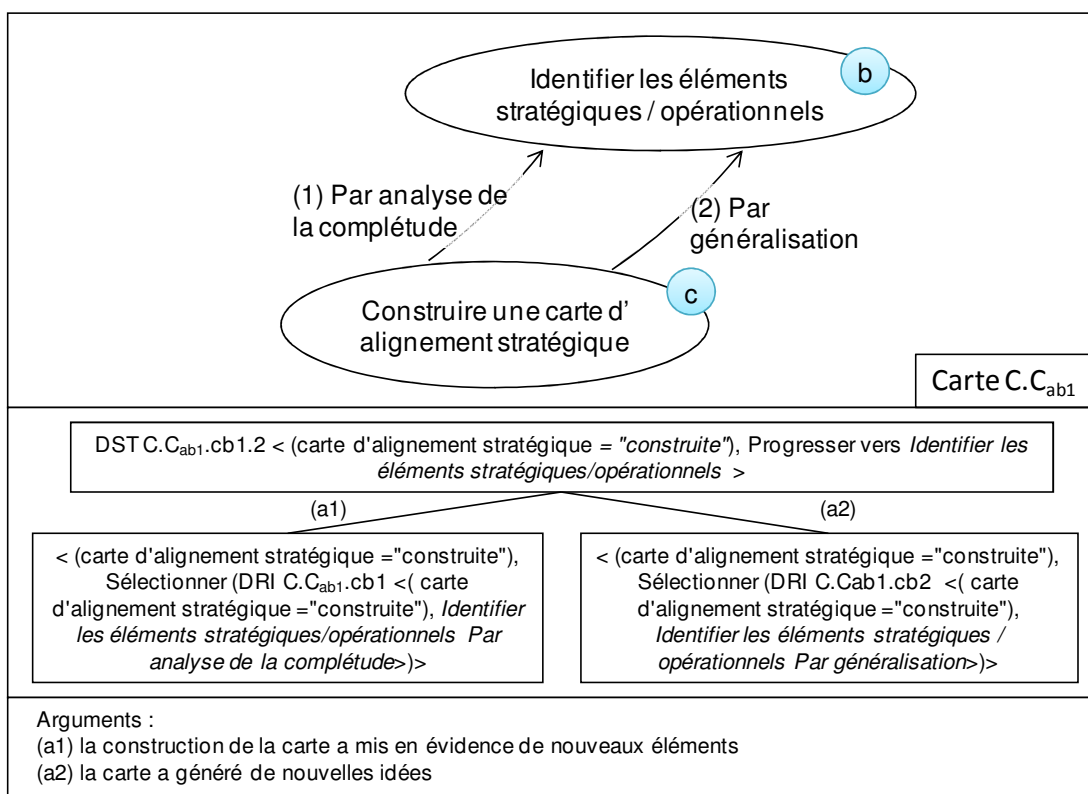 Identifier les éléments
stratégiques / opérationnels
b
(1) Par analyse de
la complétude
(2) Par
généralisation
Construire une carte d'
alignement stratégique
c
Carte C.Cab1
DST C.Cab1.cb1.2 < (carte d'alignement stratégique = "construite"), Progresser vers Identifier les
éléments stratégiques/opérationnels >
(a1)
(a2)
< (carte d'alignement stratégique ="construite"),
Sélectionner (DRI C.Cab1.cb1 <( carte
d'alignement stratégique ="construite"), Identifier
les éléments stratégiques/opérationnels Par
analyse de la complétude>)>
< (carte d'alignement stratégique ="construite"),
Sélectionner (DRI C.Cab1.cb2 <( carte
d'alignement stratégique ="construite"),
Identifier les éléments stratégiques /
opérationnels Par généralisation>)>
Arguments :
(a1) la construction de la carte a mis en évidence de nouveaux éléments
(a2) la carte a généré de nouvelles idées